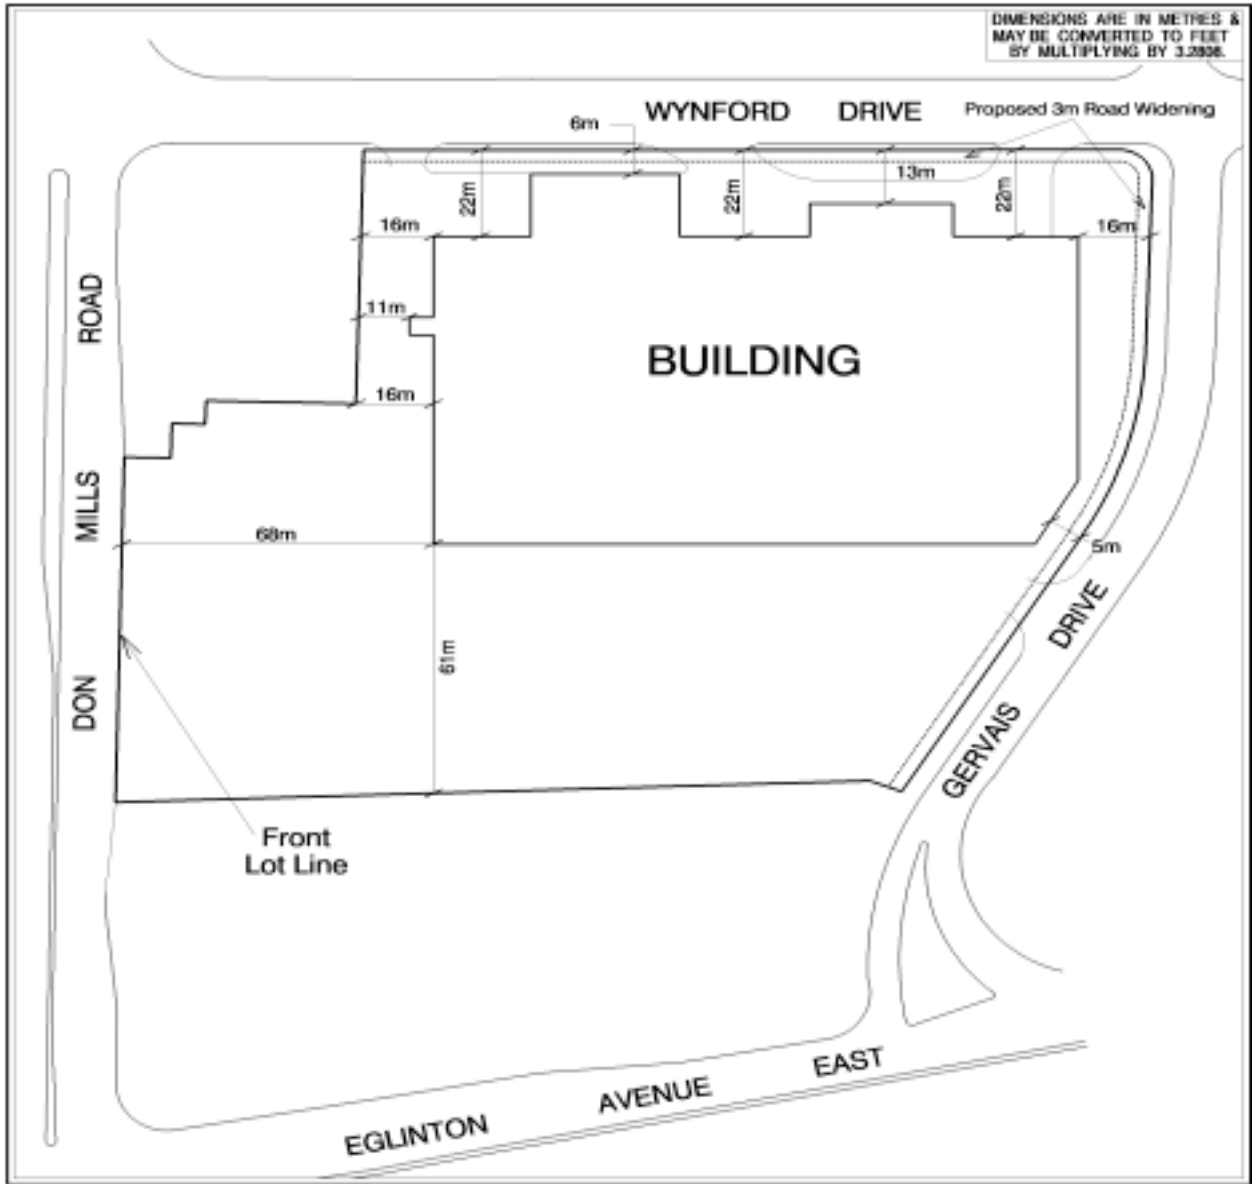 DIMENSIONS ARE IN METRES &
MAY BE CONVERTED TO FEET
BY MULTIPLYING BY 3.2808.
WYNFORD DRIVE
Proposed 3m Road Widening
6m
22m
22m
13m
22m
16m
16m
11m
BUILDING
16m
68m
5m
61m
DON MILLS ROAD
GERVAIS DRIVE
Front
Lot Line
EGLINTON AVENUE EAST